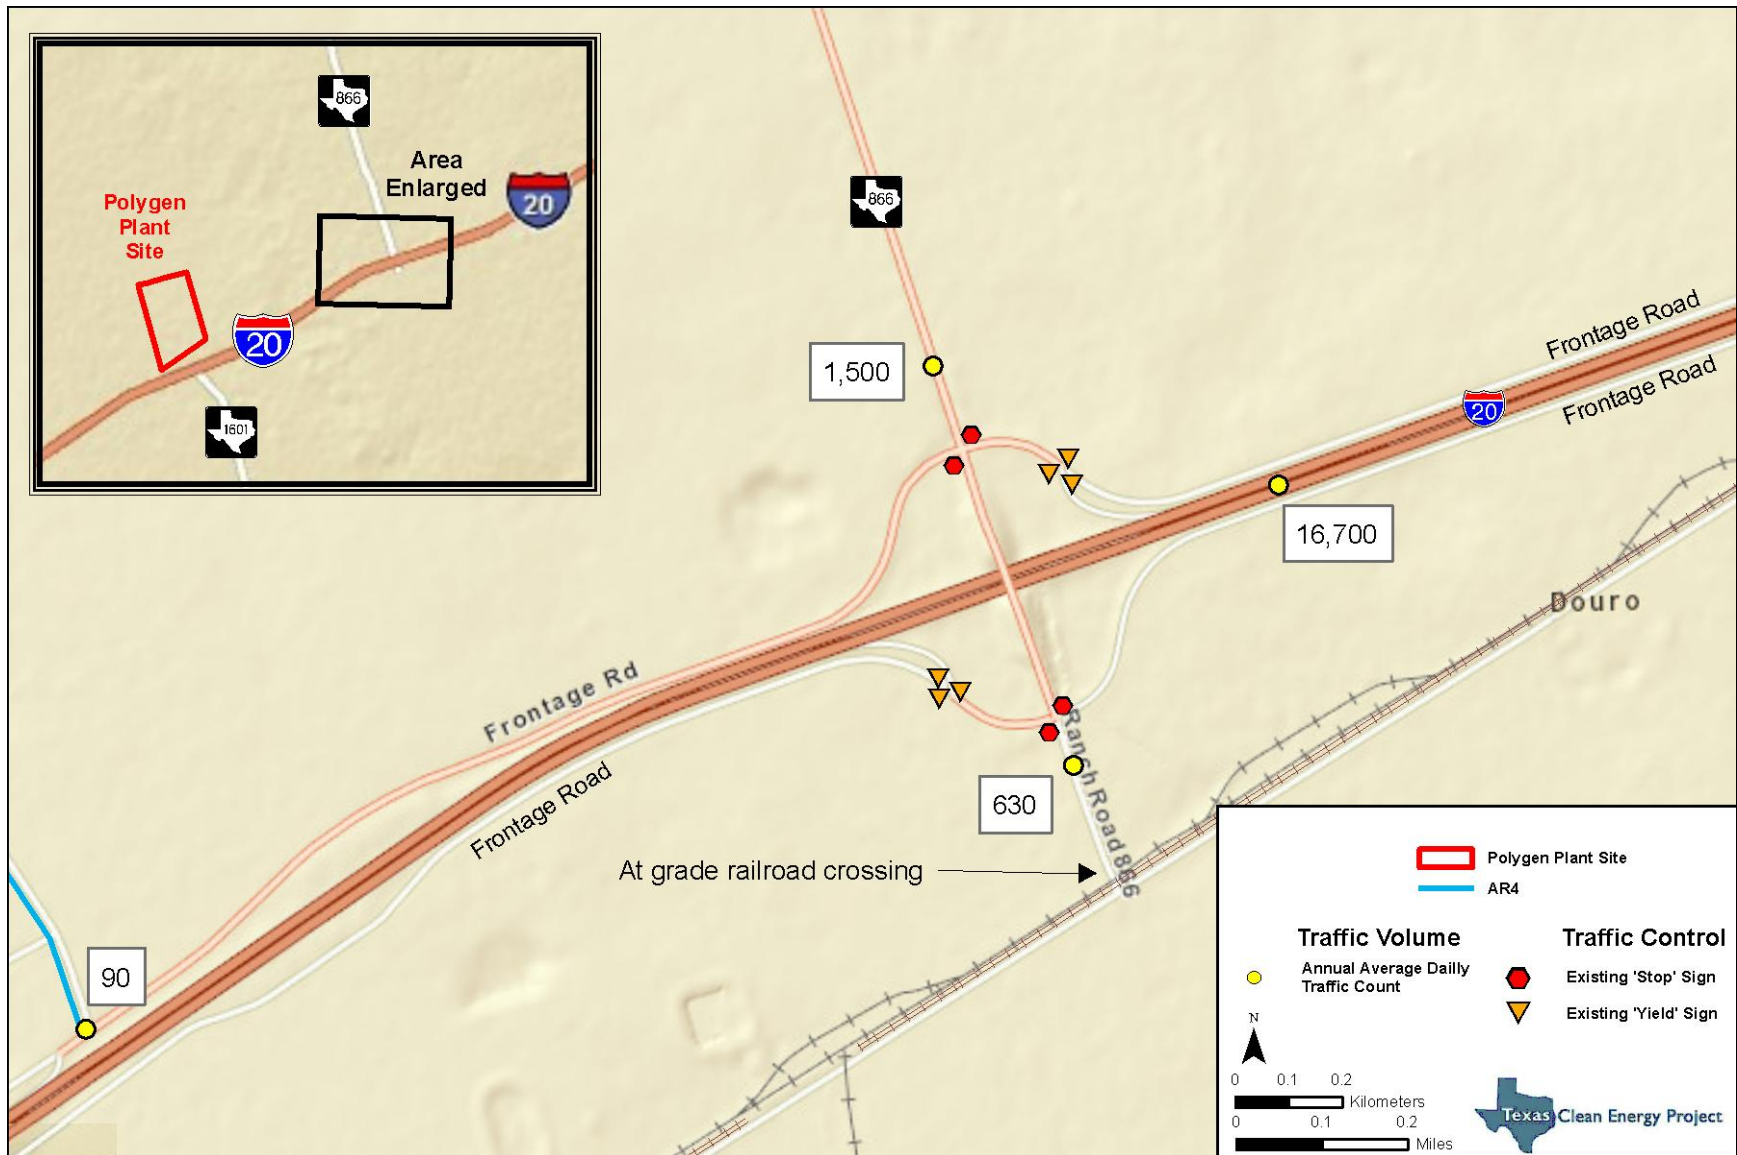 866
Area
Enlarged
20
Polygen
Plant
Site
20
1601
866
1,500
Frontage Road
Frontage Road
20
16,700
Douro
Frontage Rd
Frontage Road
Ranch Road 866
630
At grade railroad crossing
90
Polygen Plant Site
AR4
Traffic Volume
Annual Average Dailly
Traffic Count
Traffic Control
Existing 'Stop' Sign
Existing 'Yield' Sign
N
0 0.1 0.2
Kilometers
0 0.1 0.2
Miles
Texas Clean Energy Project